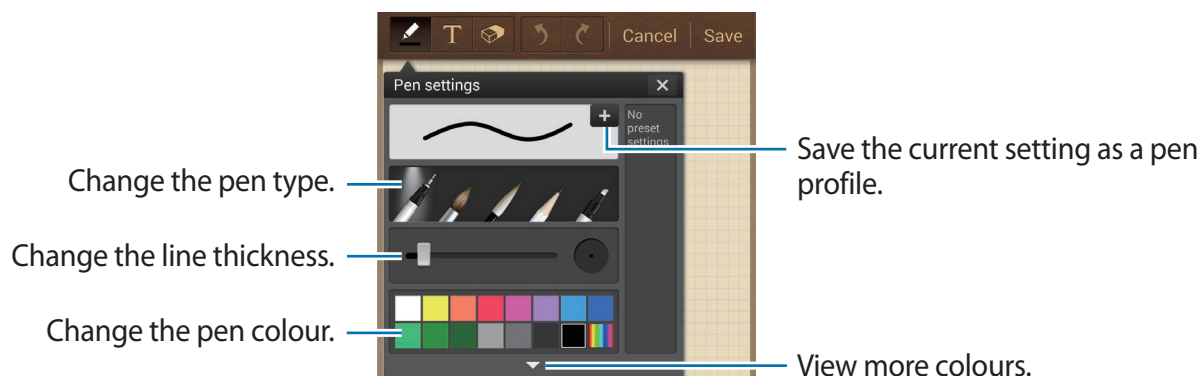 T Cancel Save
Pen settings
No
preset
settings
Save the current setting as a pen
profile.
Change the pen type.
Change the line thickness.
Change the pen colour.
View more colours.